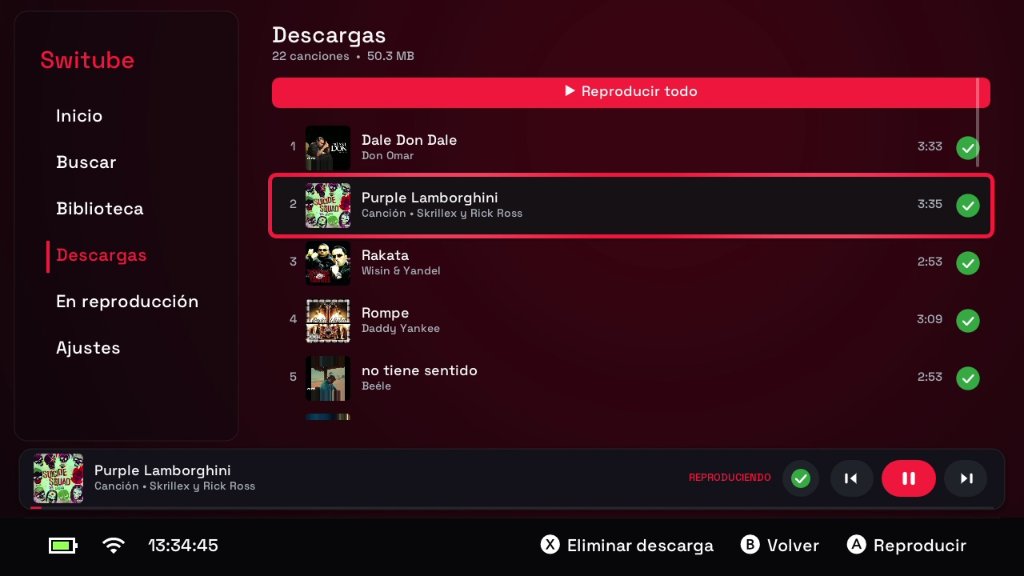 Switube
Inicio
Buscar
Biblioteca
Descargas
En reproducción
Ajustes
Descargas
22 canciones • 50.3 MB
Reproducir todo
1
Dale Don Dale
Don Omar
3:33
2
Purple Lamborghini
Canción • Skrillex y Rick Ross
3:35
3
Rakata
Wisin & Yandel
2:53
4
Rompe
Daddy Yankee
3:09
5
no tiene sentido
Beéle
2:53
SUICIDE
SQUAD
Purple Lamborghini
Canción • Skrillex y Rick Ross
REPRODUCIENDO
13:34:45
X Eliminar descarga
B Volver
A Reproducir